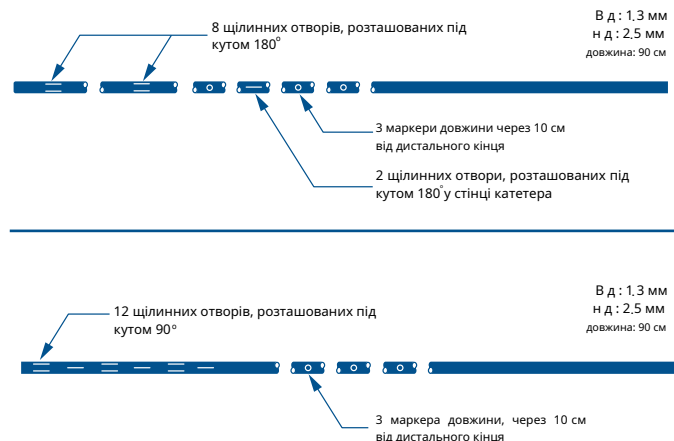 8 щілинних отворів, розташованих під
кутом 180°
В д : 1,3 мм
н д : 2,5 мм
довжина: 90 см
3 маркери довжини через 10 см
від дистального кінця
2 щілинних отвори, розташованих під
кутом 180° у стінці катетера
В д : 1,3 мм
н д : 2,5 мм
довжина: 90 см
12 щілинних отворів, розташованих під
кутом 90°
3 маркера довжини, через 10 см
від дистального кінця